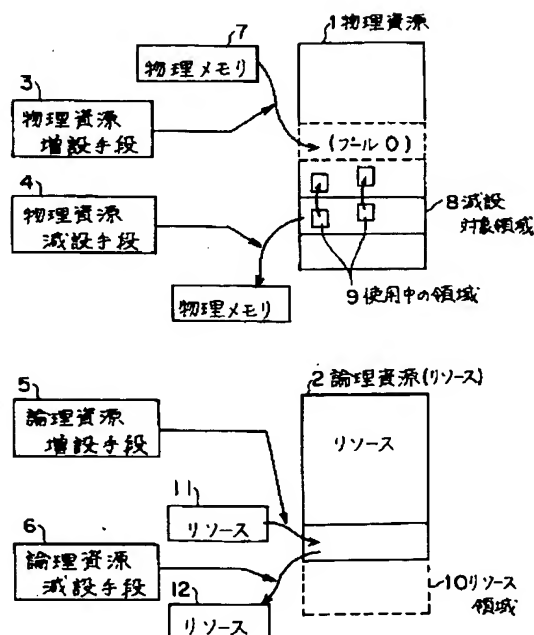 1物理資源
7
物理メモリ
3
物理資源
増設手段
(プール0)
4
物理資源
減設手段
8減設
対象領域
9使用中の領域
物理メモリ
2論理資源(リソース)
5
論理資源
増設手段
リソース
11
リソース
6
論理資源
減設手段
12
リソース
10リソース
領域